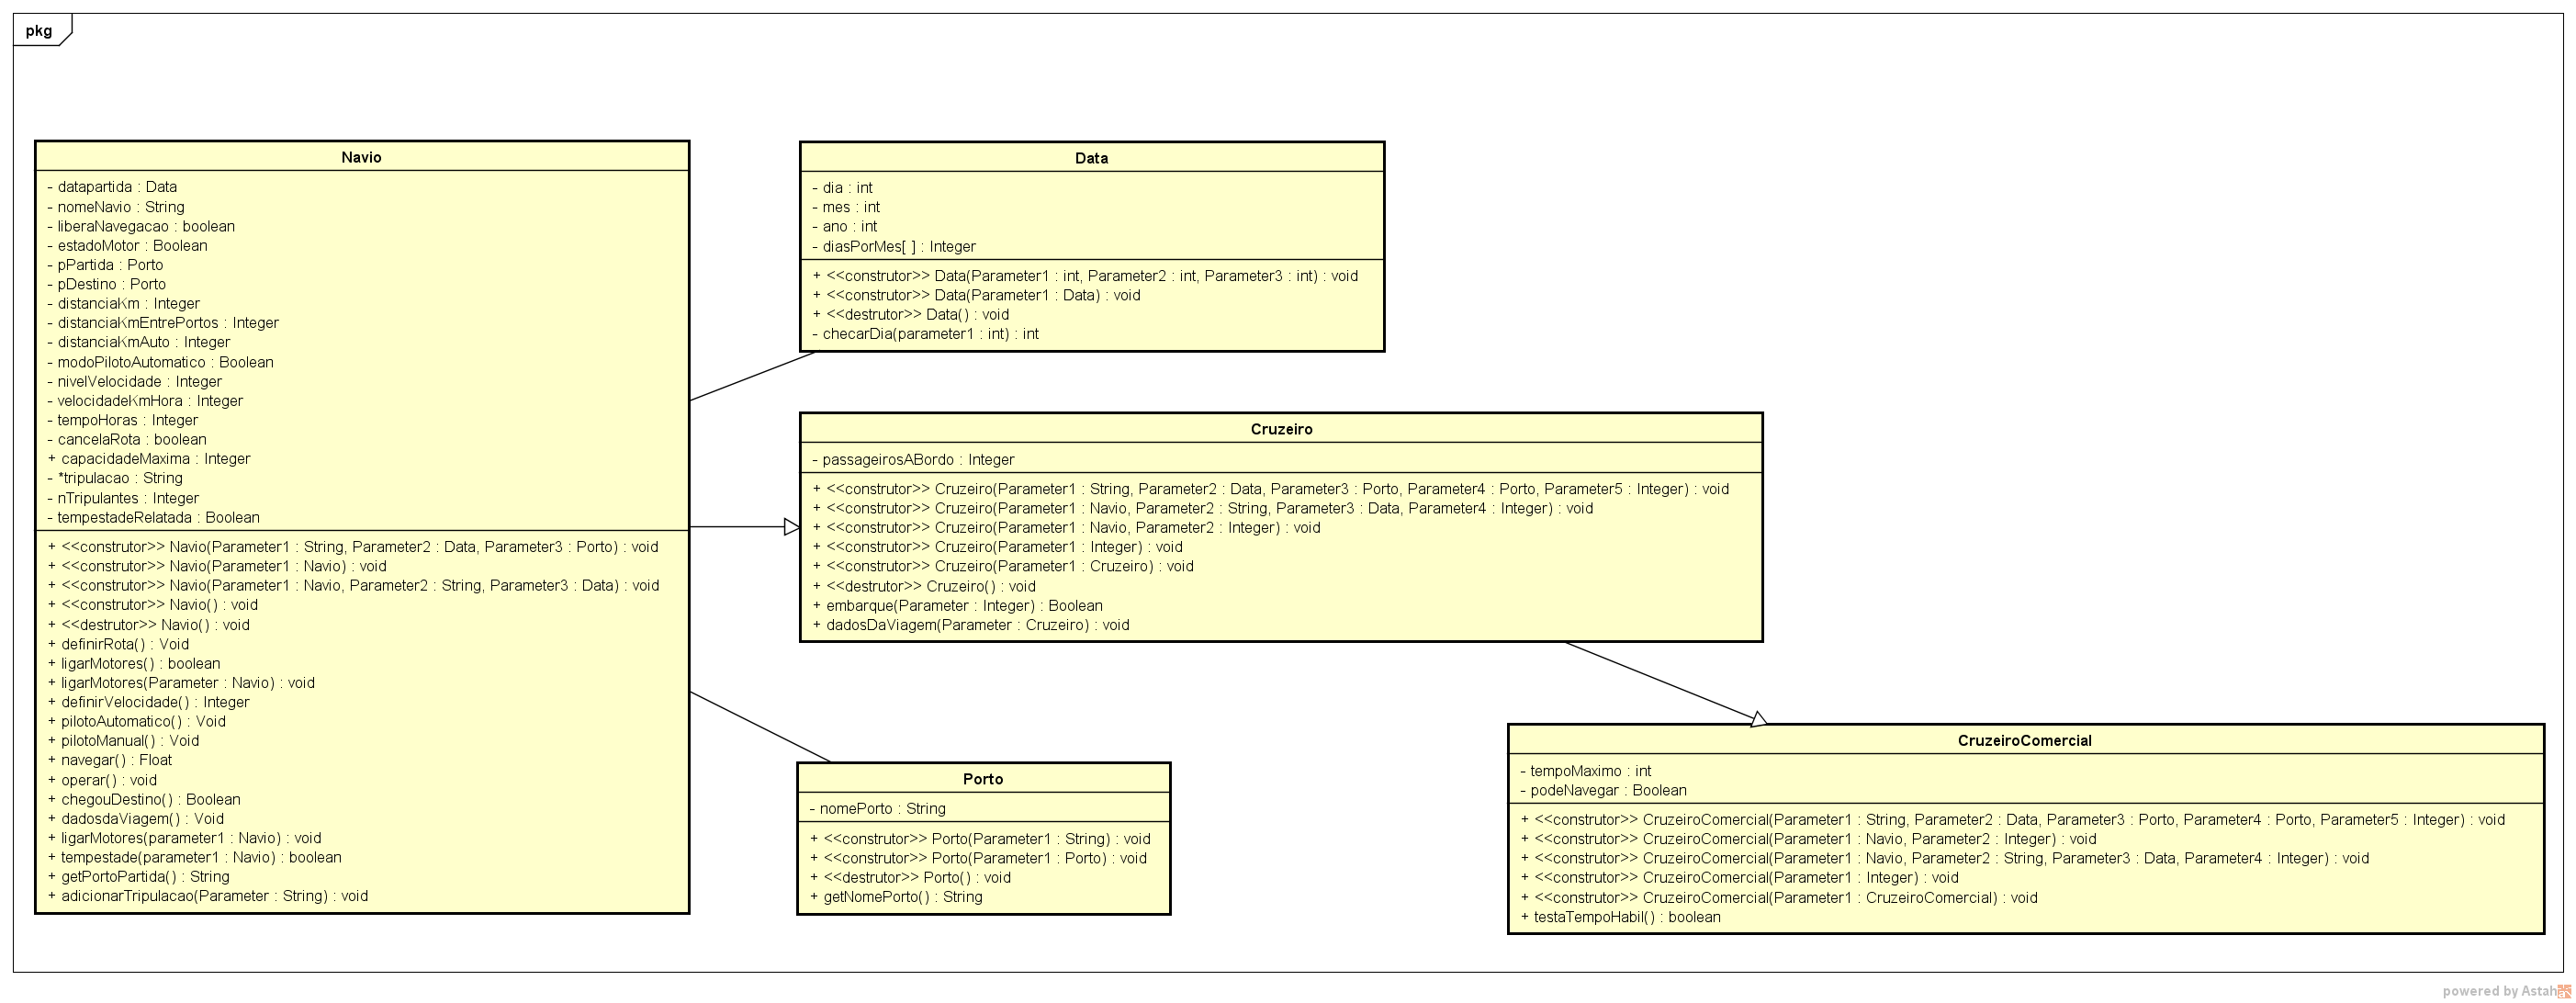 pkg
Navio
- datapartida : Data
- nomeNavio : String
- liberaNavegacao : boolean
- estadoMotor : Boolean
- pPartida : Porto
- pDestino : Porto
- distanciaKm : Integer
- distanciaKmEntrePortos : Integer
- distanciaKmAuto : Integer
- modoPilotoAutomatico : Boolean
- nivelVelocidade : Integer
- velocidadeKmHora : Integer
- tempoHoras : Integer
- cancelaRota : boolean
+ capacidadeMaxima : Integer
- *tripulacao : String
- nTripulantes : Integer
- tempestadeRelatada : Boolean
+ <<construtor>> Navio(Parameter1 : String, Parameter2 : Data, Parameter3 : Porto) : void
+ <<construtor>> Navio(Parameter1 : Navio) : void
+ <<construtor>> Navio(Parameter1 : Navio, Parameter2 : String, Parameter3 : Data) : void
+ <<construtor>> Navio() : void
+ <<destrutor>> Navio() : void
+ definirRota() : Void
+ ligarMotores() : boolean
+ ligarMotores(Parameter : Navio) : void
+ definirVelocidade() : Integer
+ pilotoAutomatico() : Void
+ pilotoManual() : Void
+ navegar() : Float
+ operar() : void
+ chegouDestino() : Boolean
+ dadosdaViagem() : Void
+ ligarMotores(parameter1 : Navio) : void
+ tempestade(parameter1 : Navio) : boolean
+ getPortoPartida() : String
+ adicionarTripulacao(Parameter : String) : void
Data
- dia : int
- mes : int
- ano : int
- diasPorMes[ ] : Integer
+ <<construtor>> Data(Parameter1 : int, Parameter2 : int, Parameter3 : int) : void
+ <<construtor>> Data(Parameter1 : Data) : void
+ <<destrutor>> Data() : void
- checarDia(parameter1 : int) : int
Cruzeiro
- passageirosABordo : Integer
+ <<construtor>> Cruzeiro(Parameter1 : String, Parameter2 : Data, Parameter3 : Porto, Parameter4 : Porto, Parameter5 : Integer) : void
+ <<construtor>> Cruzeiro(Parameter1 : Navio, Parameter2 : String, Parameter3 : Data, Parameter4 : Integer) : void
+ <<construtor>> Cruzeiro(Parameter1 : Navio, Parameter2 : Integer) : void
+ <<construtor>> Cruzeiro(Parameter1 : Integer) : void
+ <<construtor>> Cruzeiro(Parameter1 : Cruzeiro) : void
+ <<destrutor>> Cruzeiro() : void
+ embarque(Parameter : Integer) : Boolean
+ dadosDaViagem(Parameter : Cruzeiro) : void
Porto
- nomePorto : String
+ <<construtor>> Porto(Parameter1 : String) : void
+ <<construtor>> Porto(Parameter1 : Porto) : void
+ <<destrutor>> Porto() : void
+ getNomePorto() : String
CruzeiroComercial
- tempoMaximo : int
- podeNavegar : Boolean
+ <<construtor>> CruzeiroComercial(Parameter1 : String, Parameter2 : Data, Parameter3 : Porto, Parameter4 : Porto, Parameter5 : Integer) : void
+ <<construtor>> CruzeiroComercial(Parameter1 : Navio, Parameter2 : Integer) : void
+ <<construtor>> CruzeiroComercial(Parameter1 : Navio, Parameter2 : String, Parameter3 : Data, Parameter4 : Integer) : void
+ <<construtor>> CruzeiroComercial(Parameter1 : Integer) : void
+ <<construtor>> CruzeiroComercial(Parameter1 : CruzeiroComercial) : void
+ testaTempoHabil() : boolean
powered by Astah